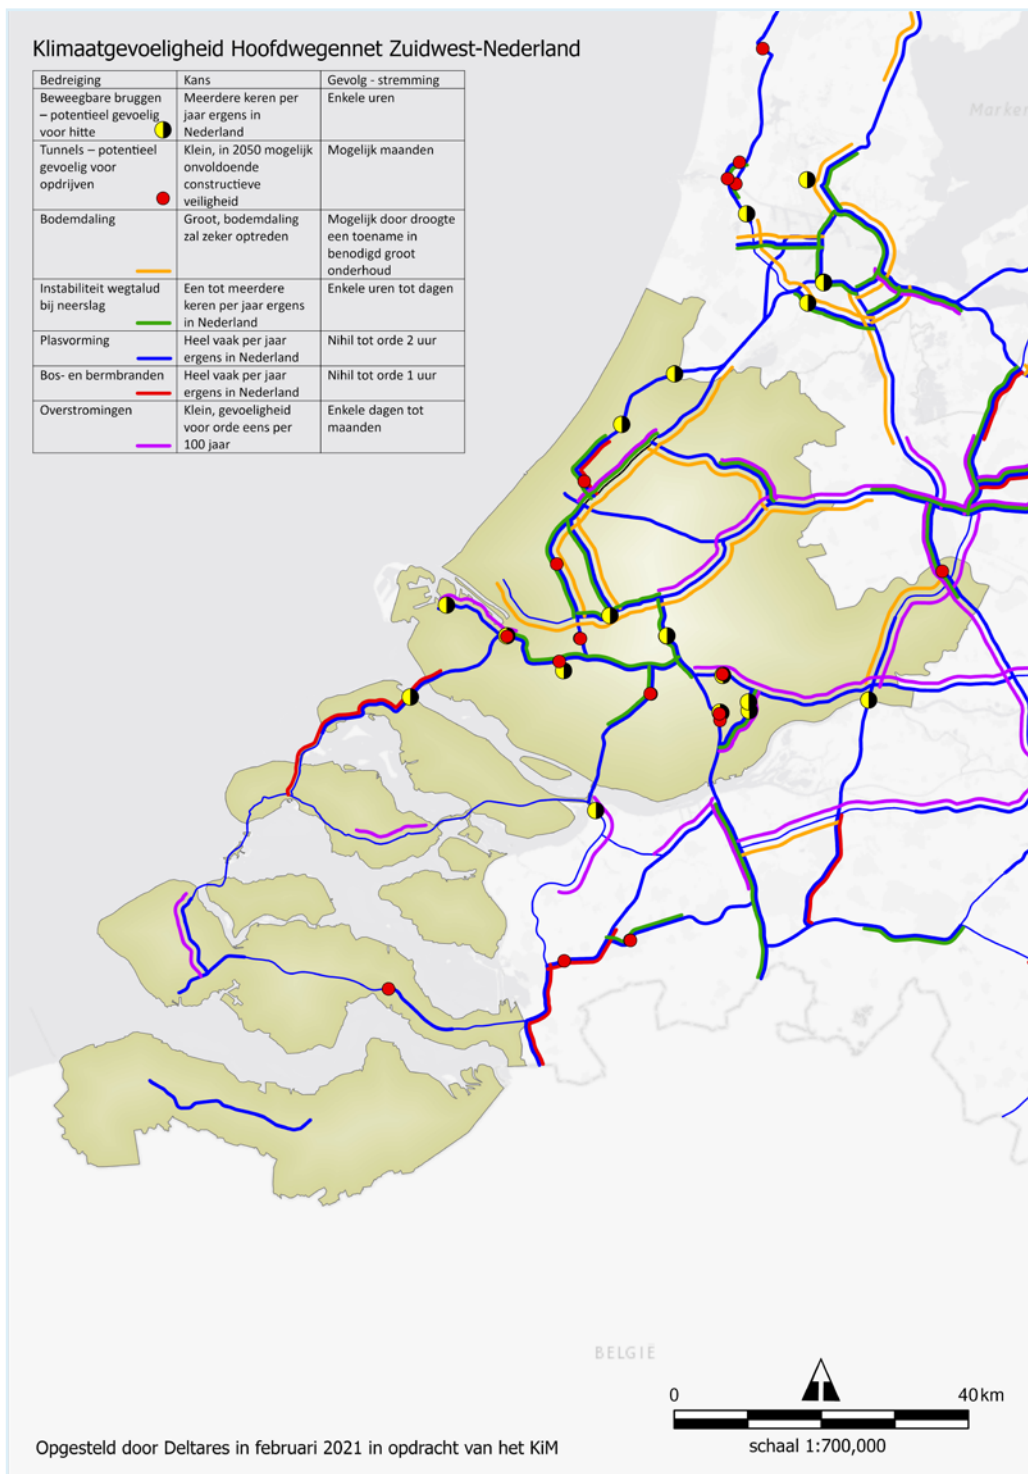 Klimaatgevoeligheid Hoofdwegennet Zuidwest-Nederland
Bedreiging
Kans
Gevolg - stremming
Beweegbare bruggen
– potentieel gevoelig
voor hitte
Meerdere keren per
jaar ergens in
Nederland
Enkele uren
Tunnels – potentieel
gevoelig voor
opdrijven
Klein, in 2050 mogelijk
onvoldoende
constructieve
veiligheid
Mogelijk maanden
Bodemdaling
Groot, bodemdaling
zal zeker optreden
Mogelijk door droogte
een toename in
benodigd groot
onderhoud
Instabiliteit wegtalud
bij neerslag
Een tot meerdere
keren per jaar ergens
in Nederland
Enkele uren tot dagen
Plasvorming
Heel vaak per jaar
ergens in Nederland
Nihil tot orde 2 uur
Bos- en bermbranden
Heel vaak per jaar
ergens in Nederland
Nihil tot orde 1 uur
Overstromingen
Klein, gevoeligheid
voor orde eens per
100 jaar
Enkele dagen tot
maanden
Marker
BELGIË
0
40 km
schaal 1:700,000
Opgesteld door Deltares in februari 2021 in opdracht van het KiM